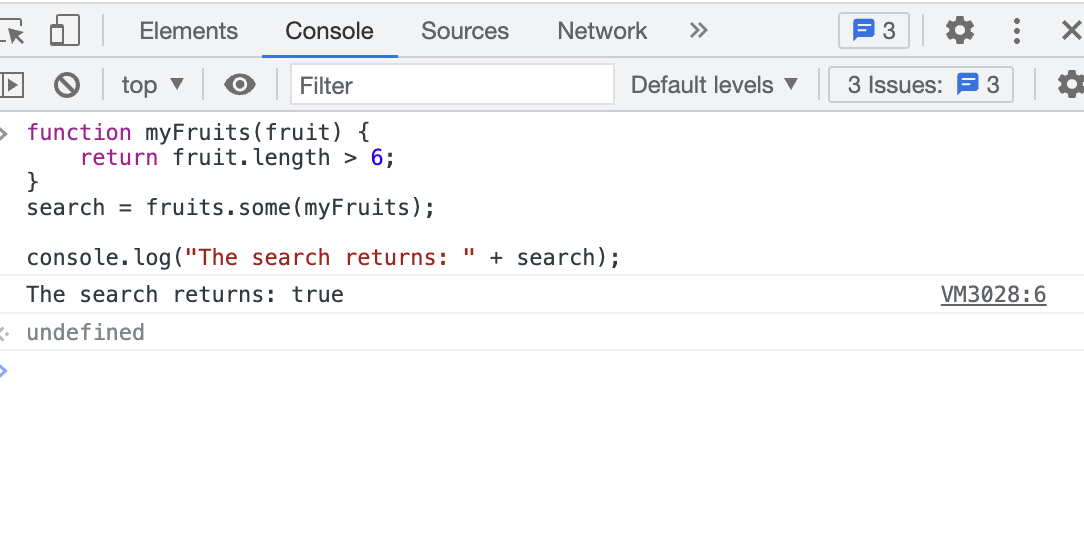 Elements Console Sources Network 3
top Filter Default levels 3 Issues: 3
function myFruits(fruit) {
    return fruit.length > 6;
}
search = fruits.some(myFruits);
console.log("The search returns: " + search);
The search returns: true VM3028:6
undefined